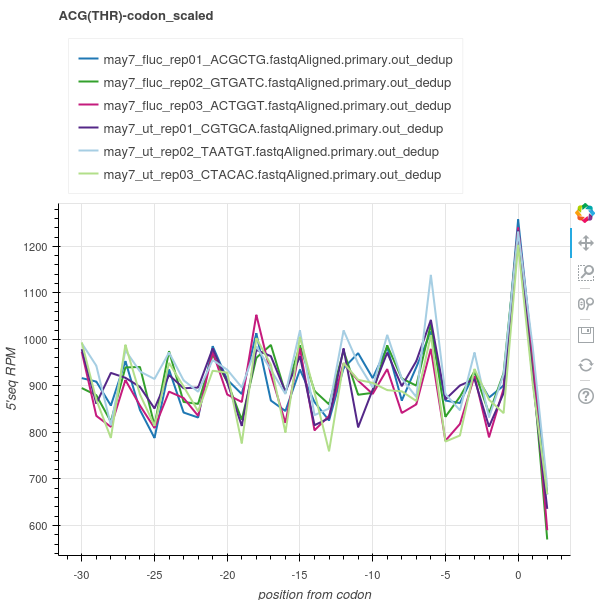 ACG(THR)-codon_scaled
may7_fluc_rep01_ACGCTG.fastqAligned.primary.out_dedup
may7_fluc_rep02_GTGATC.fastqAligned.primary.out_dedup
may7_fluc_rep03_ACTGGT.fastqAligned.primary.out_dedup
may7_ut_rep01_CGTGCA.fastqAligned.primary.out_dedup
may7_ut_rep02_TAATGT.fastqAligned.primary.out_dedup
may7_ut_rep03_CTACAC.fastqAligned.primary.out_dedup
5'seq RPM
1200
1100
1000
900
800
700
600
-30 -25 -20 -15 -10 -5 0
position from codon